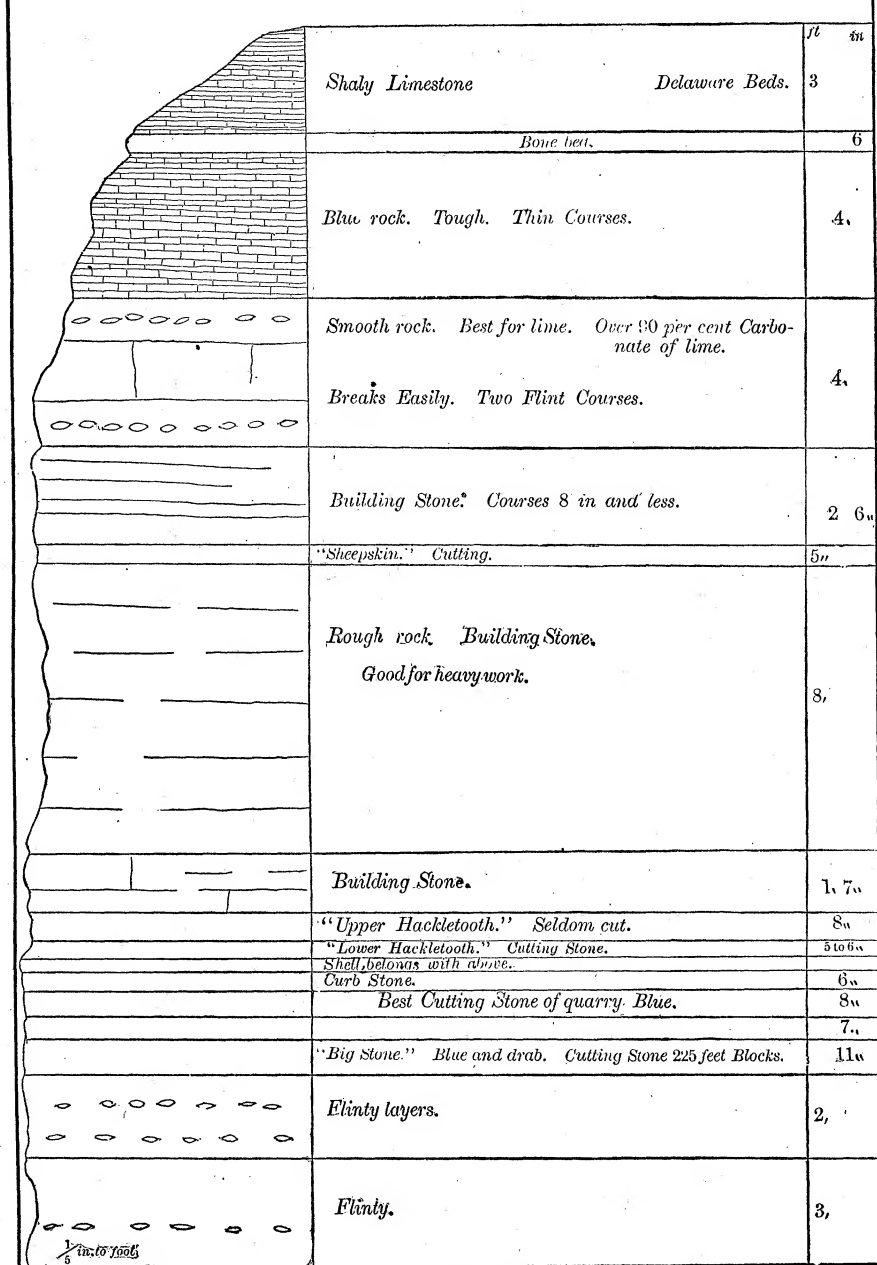 ft in
Shaly Limestone Delaware Beds. 3
Bone bed. 6
Blue rock. Tough. Thin Courses. 4,
Smooth rock. Best for lime. Over 90 per cent Carbo-
nate of lime.
4,
Breaks Easily. Two Flint Courses.
Building Stone. Courses 8 in and less. 2 6"
"Sheepskin." Cutting. 5"
Rough rock. Building Stone.
Good for heavy work.
8,
Building Stone. 1, 7"
"Upper Hackletooth." Seldom cut. 8"
"Lower Hackletooth." Cutting Stone. 5 to 6"
Shell, belongs with above.
Curb Stone. 6"
Best Cutting Stone of quarry. Blue. 8"
7"
"Big Stone." Blue and drab. Cutting Stone 225 feet Blocks. 11"
Flinty layers. 2,
Flinty. 3,
1/5 in. to foot